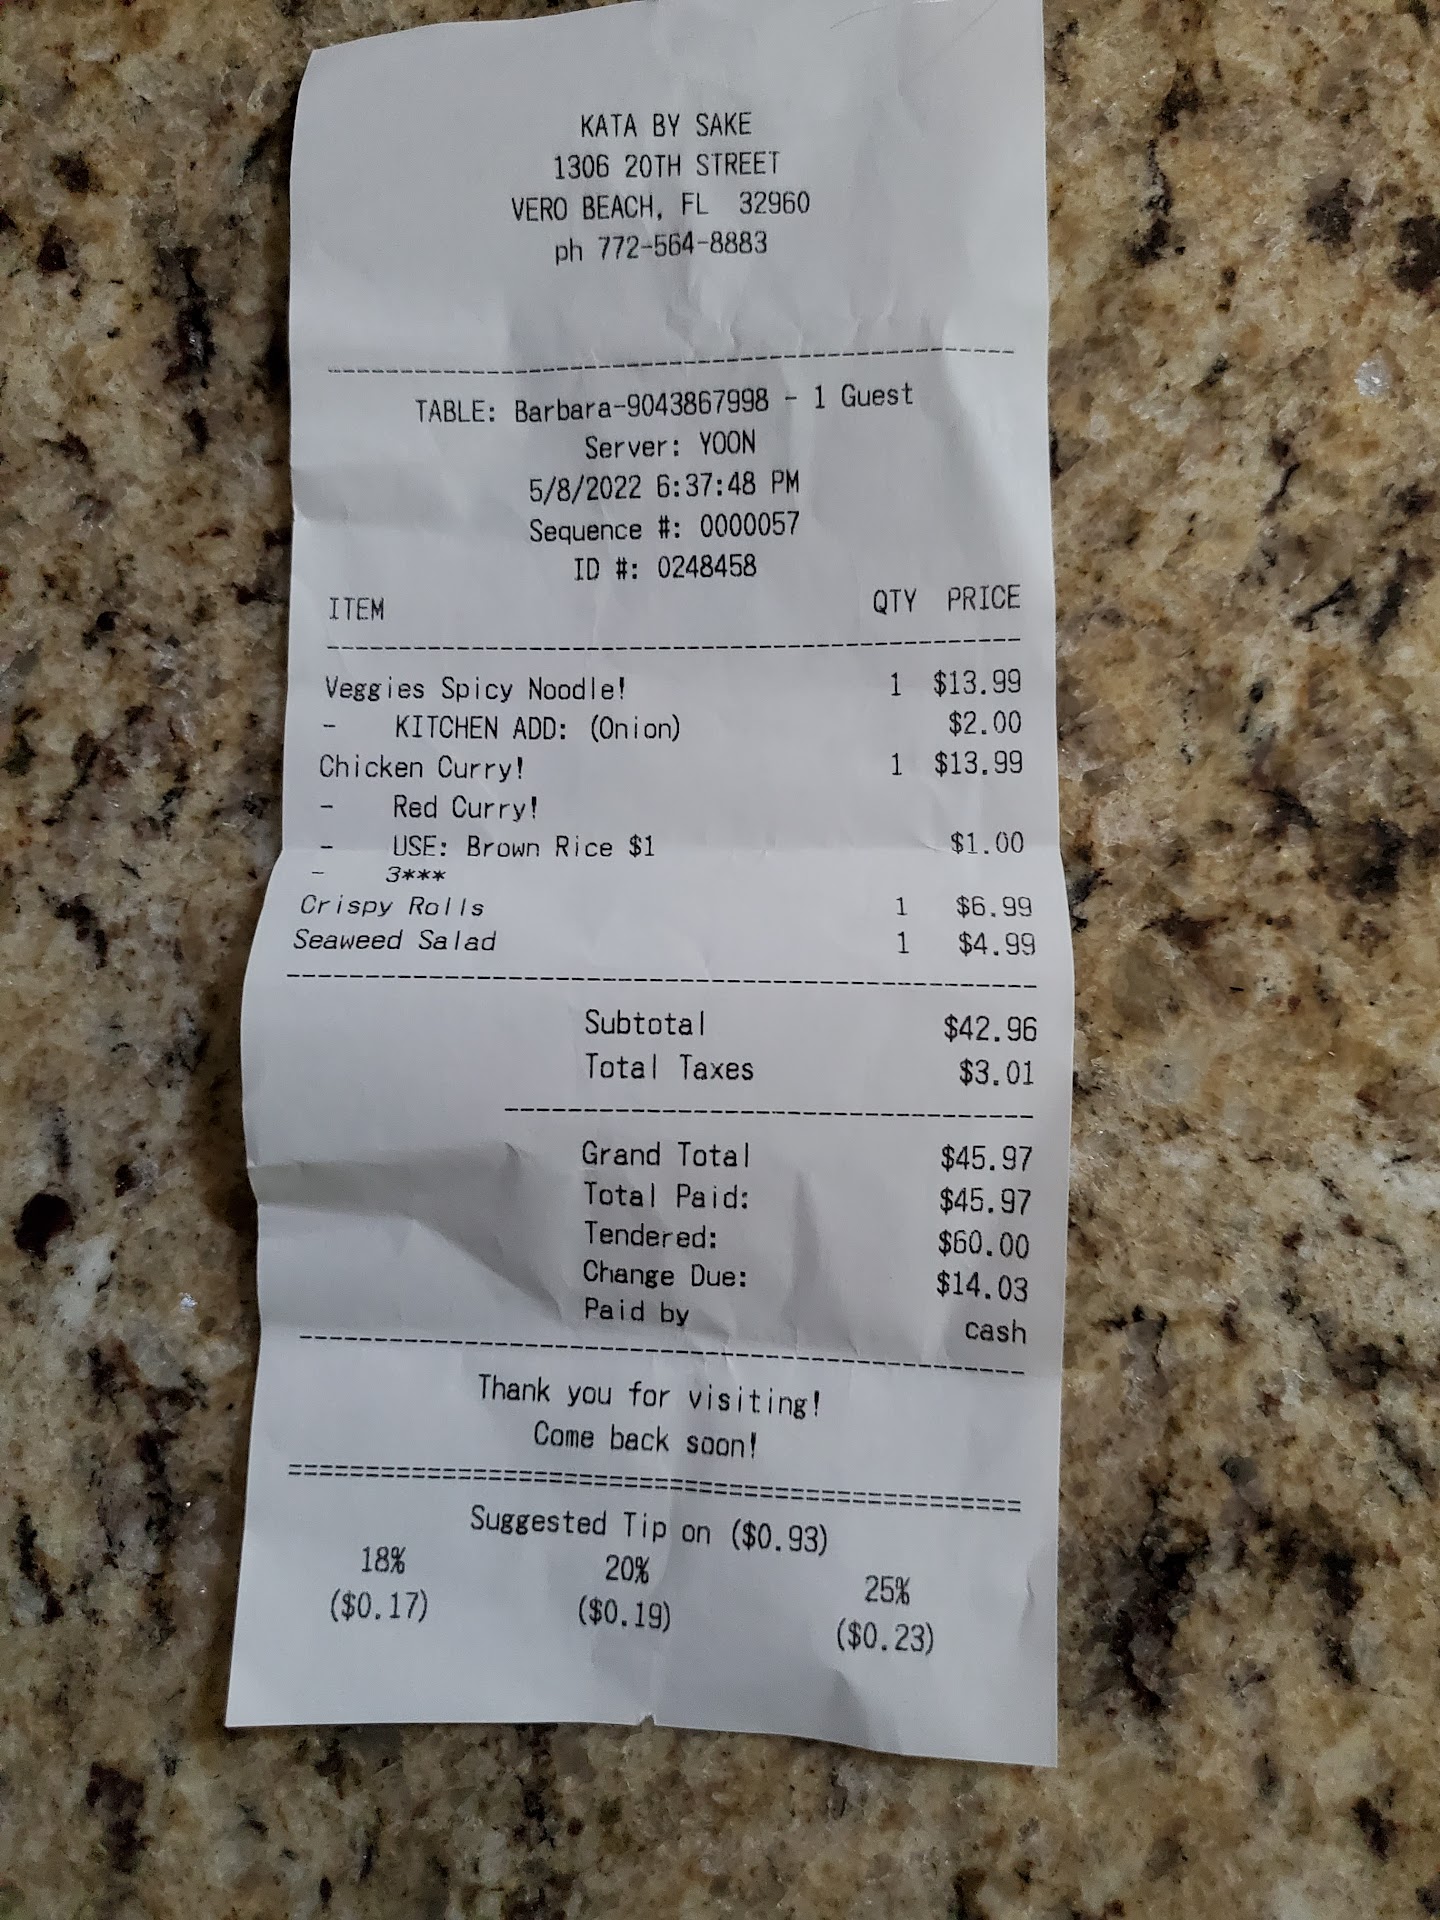 KATA BY SAKE
1306 20TH STREET
VERO BEACH, FL 32960
ph 772-564-8883
TABLE: Barbara-9043867998 - 1 Guest
Server: YOON
5/8/2022 6:37:48 PM
Sequence #: 0000057
ID #: 0248458
ITEM QTY PRICE
Veggies Spicy Noodle! 1 $13.99
- KITCHEN ADD: (Onion) $2.00
Chicken Curry! 1 $13.99
- Red Curry!
- USE: Brown Rice $1 $1.00
- 3***
Crispy Rolls 1 $6.99
Seaweed Salad 1 $4.99
Subtotal $42.96
Total Taxes $3.01
Grand Total $45.97
Total Paid: $45.97
Tendered: $60.00
Change Due: $14.03
Paid by cash
Thank you for visiting!
Come back soon!
Suggested Tip on ($0.93)
18% 20% 25%
($0.17) ($0.19) ($0.23)